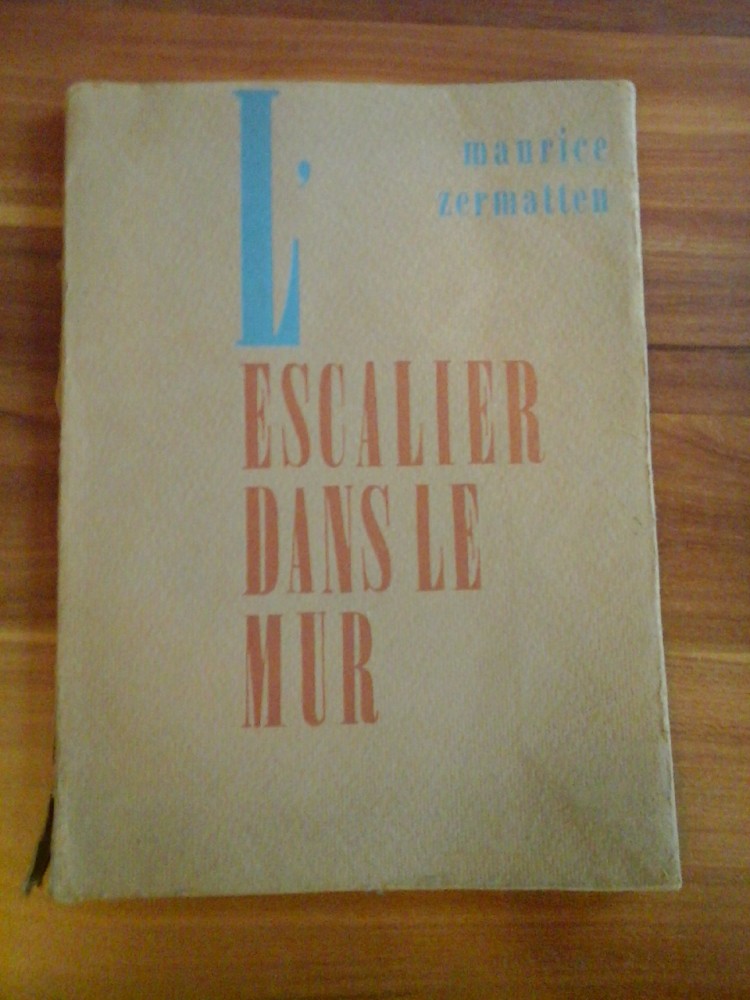 maurice
zermatten
L'
ESCALIER
DANS LE
MUR